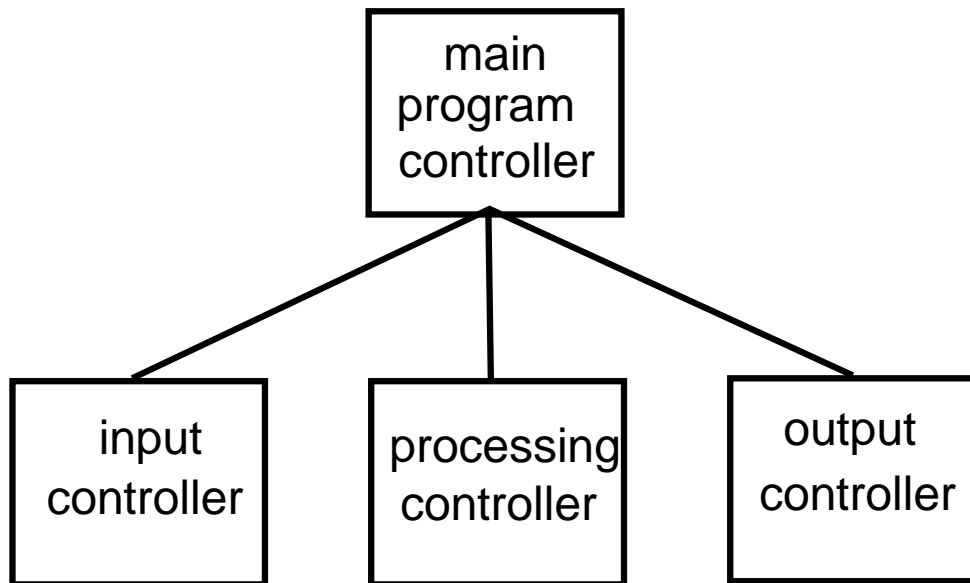 main
program
controller
input
controller
processing
controller
output
controller